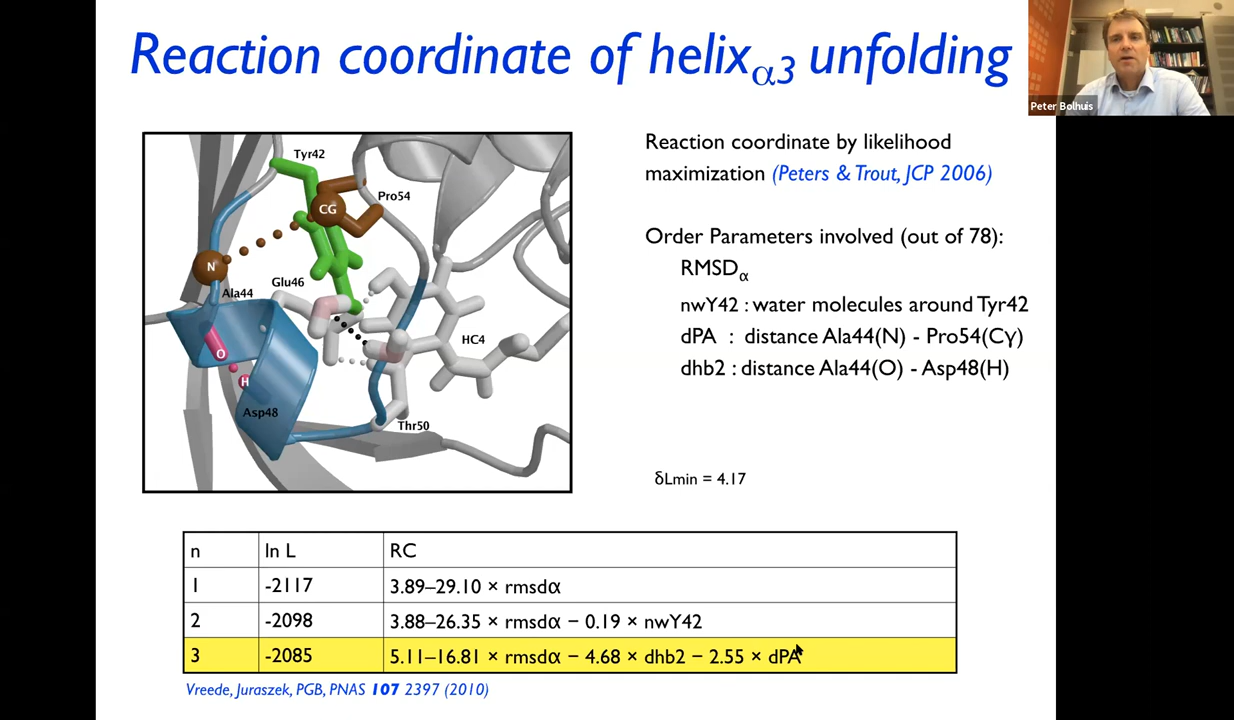 Reaction coordinate of helixα3 unfolding
Peter Bolhuis
Tyr42
CG
Pro54
N
Ala44
Glu46
O
H
HC4
Asp48
Thr50
Reaction coordinate by likelihood
maximization (Peters & Trout, JCP 2006)
Order Parameters involved (out of 78):
RMSDα
nwY42 : water molecules around Tyr42
dPA : distance Ala44(N) - Pro54(Cγ)
dhb2 : distance Ala44(O) - Asp48(H)
δLmin = 4.17
n ln L RC
1 -2117 3.89–29.10 × rmsdα
2 -2098 3.88–26.35 × rmsdα − 0.19 × nwY42
3 -2085 5.11–16.81 × rmsdα − 4.68 × dhb2 − 2.55 × dPA
Vreede, Juraszek, PGB, PNAS 107 2397 (2010)